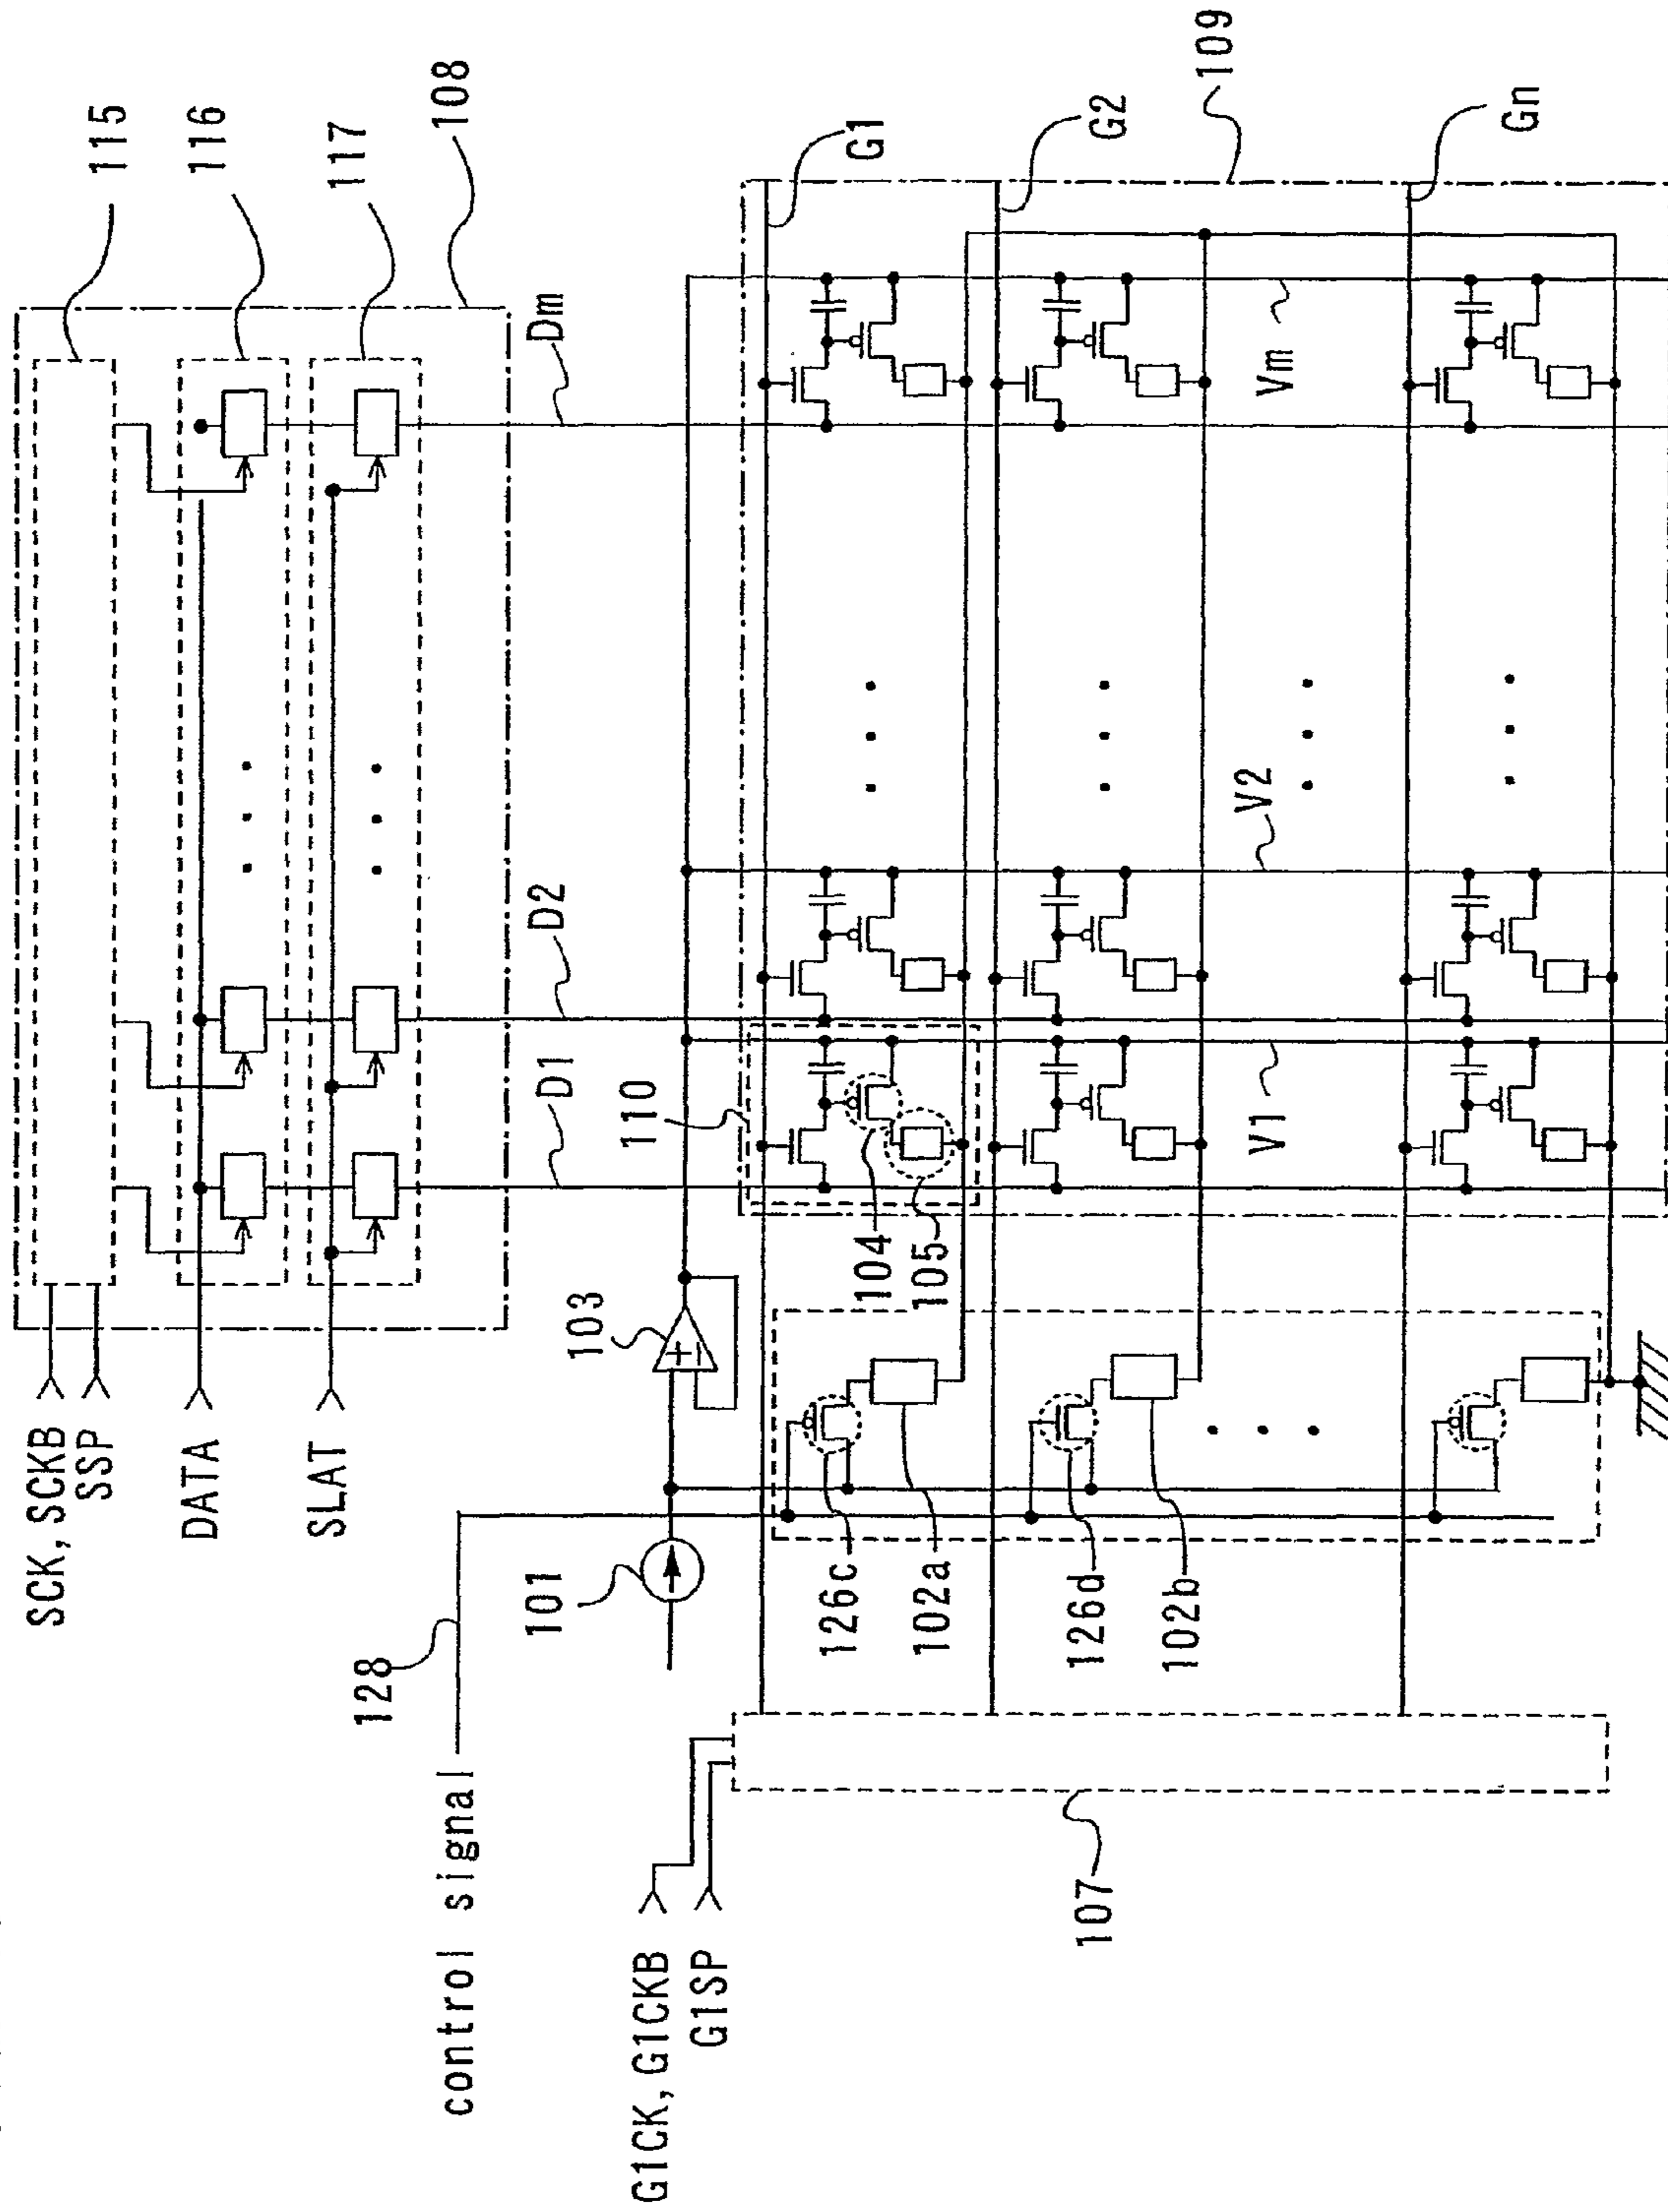 SCK, SCKB
SSP
DATA
SLAT
115
116
117
108
D1
D2
Dm
128
control signal
101
103
110
G1
G2
109
Gn
104
105
V1
V2
Vm
126c
102a
126d
102b
G1CK, G1CKB
G1SP
107